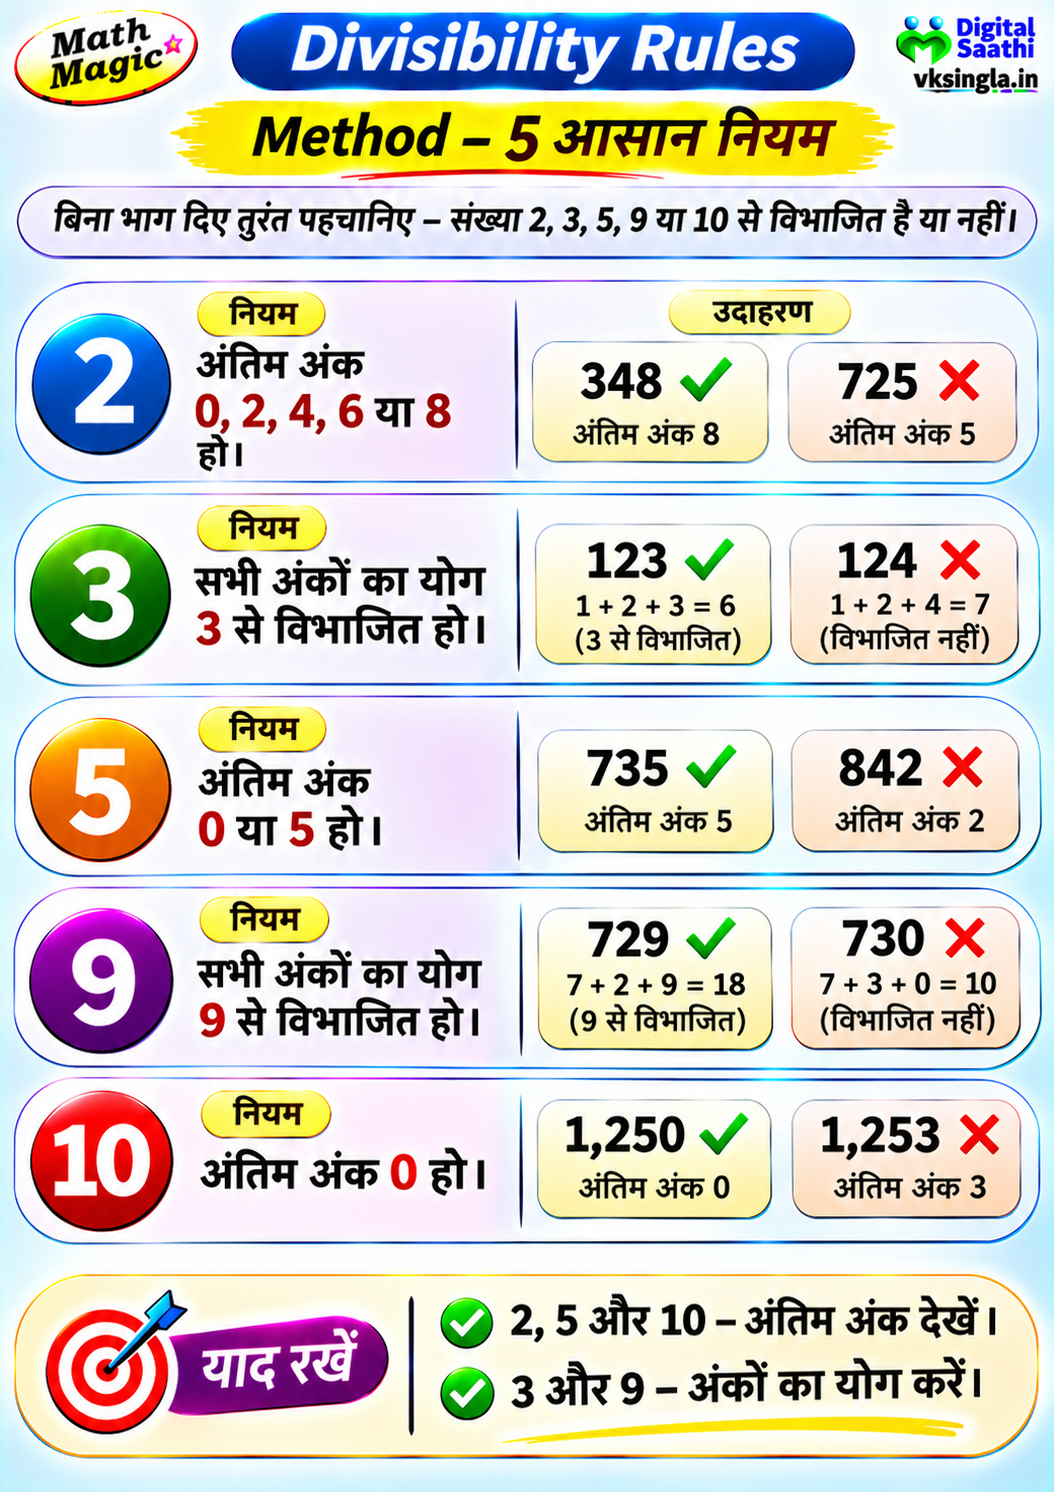 Math
Magic
Divisibility Rules
Digital
Saathi
vksingla.in
Method – 5 आसान नियम
बिना भाग दिए तुरंत पहचानिए – संख्या 2, 3, 5, 9 या 10 से विभाजित है या नहीं।
2
नियम
अंतिम अंक
0, 2, 4, 6 या 8
हो।
उदाहरण
348
अंतिम अंक 8
725
अंतिम अंक 5
3
नियम
सभी अंकों का योग
3 से विभाजित हो।
123
1 + 2 + 3 = 6
(3 से विभाजित)
124
1 + 2 + 4 = 7
(विभाजित नहीं)
5
नियम
अंतिम अंक
0 या 5 हो।
735
अंतिम अंक 5
842
अंतिम अंक 2
9
नियम
सभी अंकों का योग
9 से विभाजित हो।
729
7 + 2 + 9 = 18
(9 से विभाजित)
730
7 + 3 + 0 = 10
(विभाजित नहीं)
10
नियम
अंतिम अंक 0 हो।
1,250
अंतिम अंक 0
1,253
अंतिम अंक 3
याद रखें
2, 5 और 10 – अंतिम अंक देखें।
3 और 9 – अंकों का योग करें।